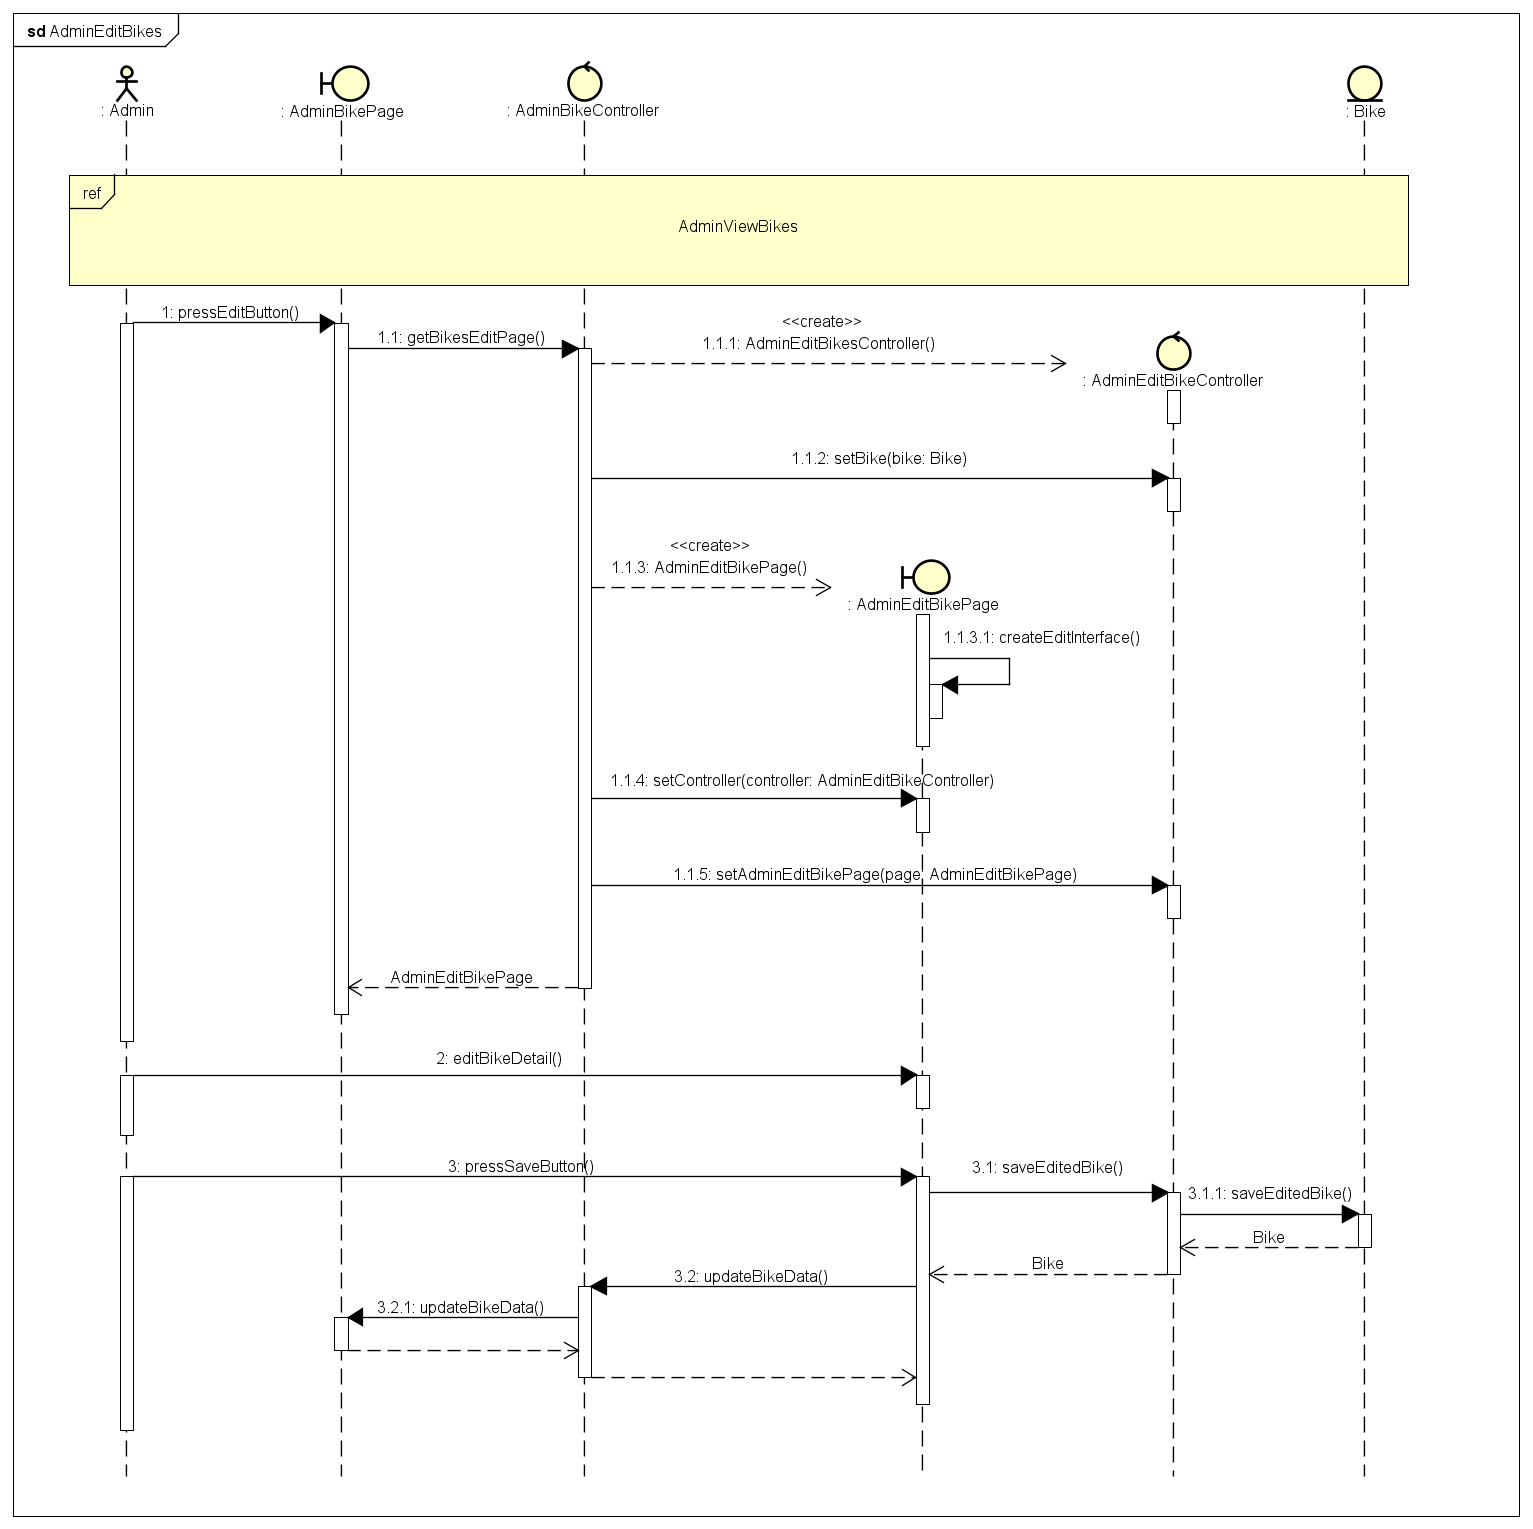 sd AdminEditBikes
: Admin
: AdminBikePage
: AdminBikeController
: Bike
ref
AdminViewBikes
1: pressEditButton()
1.1: getBikesEditPage()
<<create>>
1.1.1: AdminEditBikesController()
: AdminEditBikeController
1.1.2: setBike(bike: Bike)
<<create>>
1.1.3: AdminEditBikePage()
: AdminEditBikePage
1.1.3.1: createEditInterface()
1.1.4: setController(controller: AdminEditBikeController)
1.1.5: setAdminEditBikePage(page: AdminEditBikePage)
AdminEditBikePage
2: editBikeDetail()
3: pressSaveButton()
3.1: saveEditedBike()
3.1.1: saveEditedBike()
Bike
Bike
3.2: updateBikeData()
3.2.1: updateBikeData()